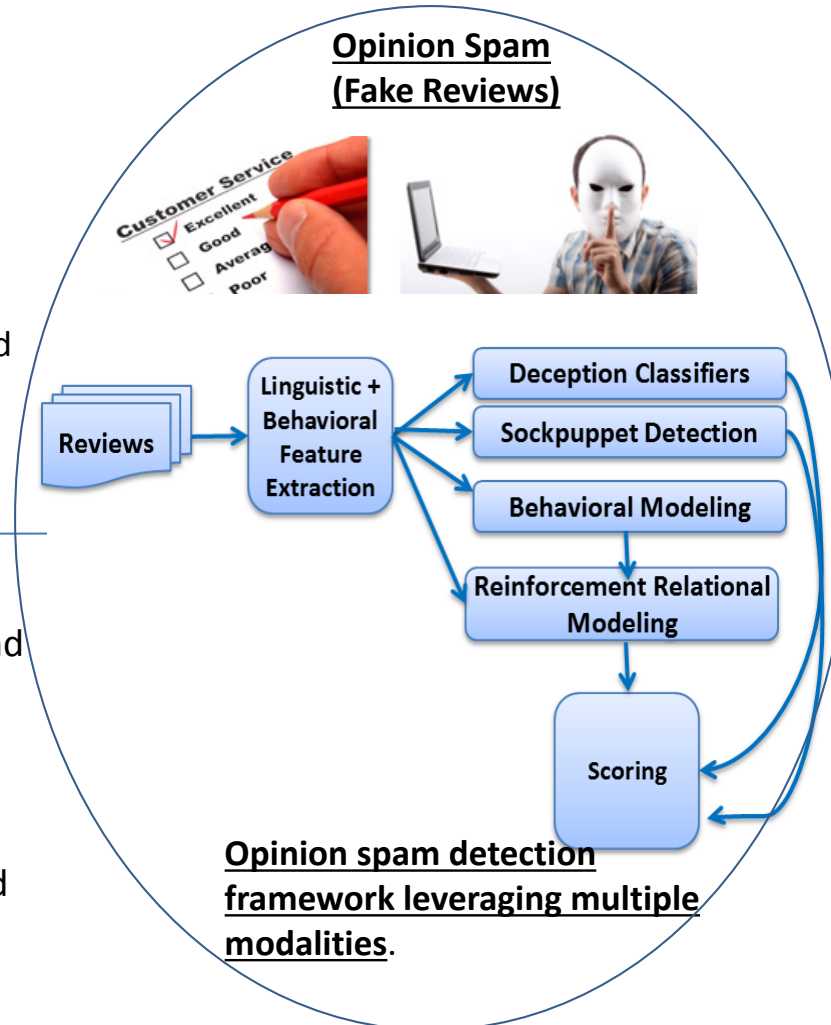 Opinion Spam
(Fake Reviews)
Customer Service
Excellent
Good
Averag
Poor
d
Reviews
Linguistic +
Behavioral
Feature
Extraction
Deception Classifiers
Sockpuppet Detection
Behavioral Modeling
Reinforcement Relational
Modeling
nd
Scoring
d
Opinion spam detection
framework leveraging multiple
modalities.